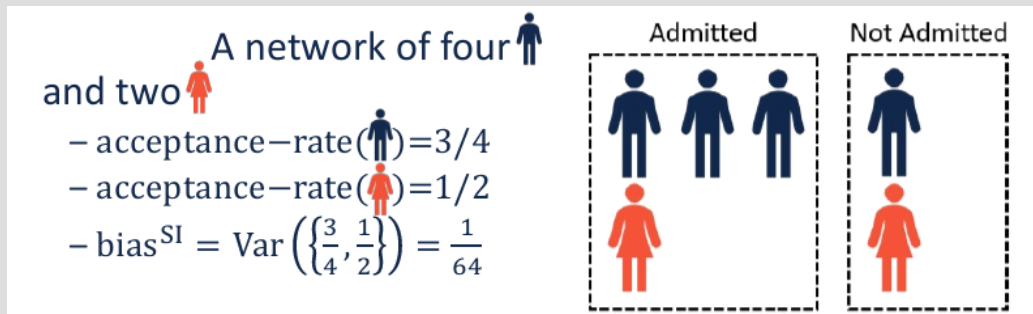 A network of four
and two
– acceptance−rate()=3/4
– acceptance−rate()=1/2
– bias^SI = Var({3/4, 1/2}) = 1/64
Admitted
Not Admitted